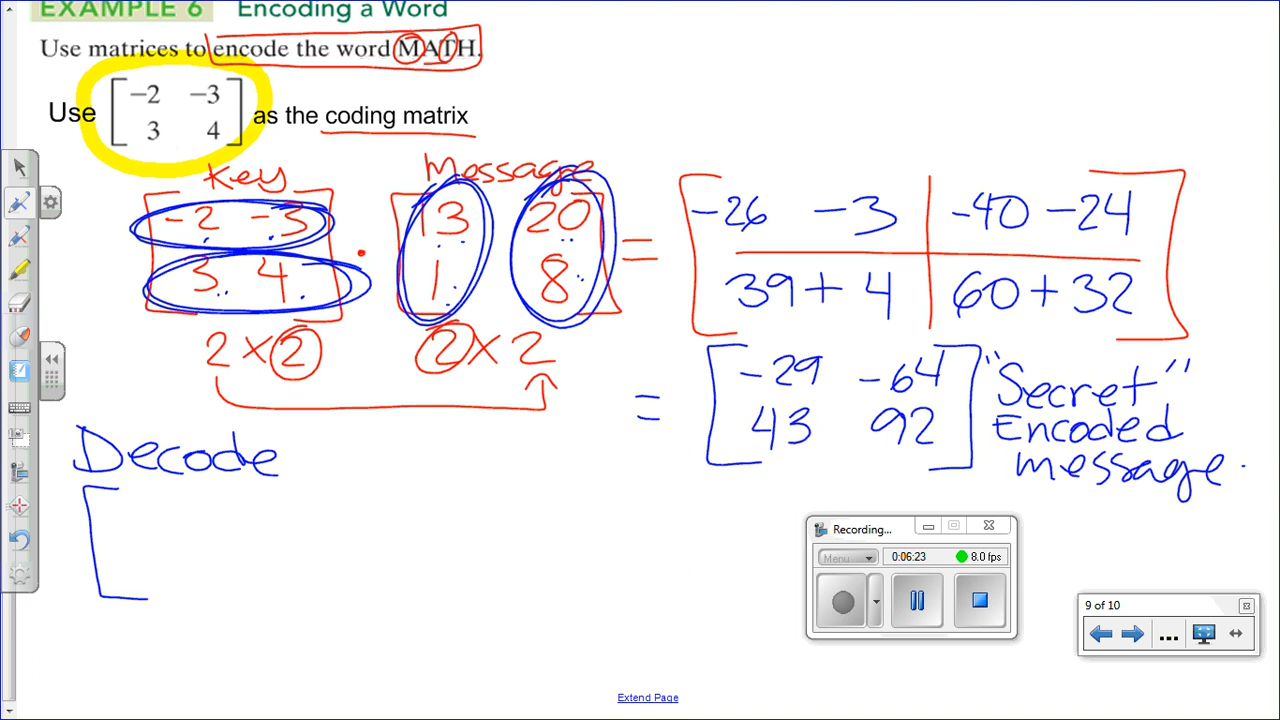 EXAMPLE 6 Encoding a Word
Use matrices to encode the word MATH.
Use [ -2 -3
3 4 ] as the coding matrix
Key Message
[ -2 -3 ] · [ 13 20 ] = [ -26 -3 | -40 -24 ]
[ 3 4 ] [ 1 8 ] [ 39 + 4 | 60 + 32 ]
2 × 2 2 × 2
= [ -29 -64 ] "Secret"
[ 43 92 ] Encoded
message.
Decode
[
Recording...
Menu 0:06:23 8.0 fps
9 of 10
...
Extend Page